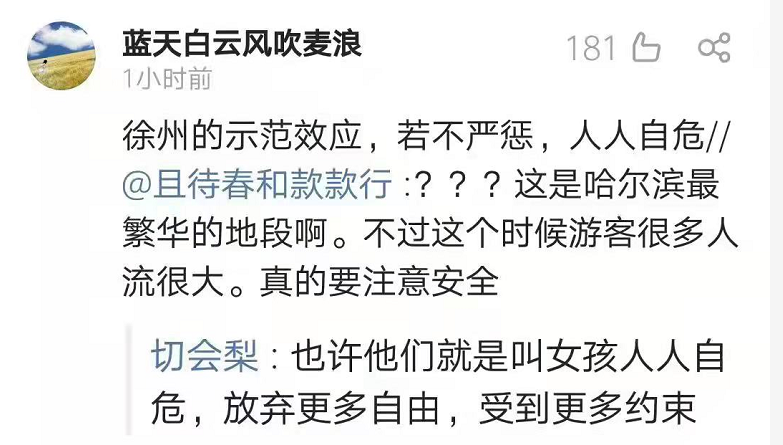 蓝天白云风吹麦浪
181
1小时前
徐州的示范效应，若不严惩，人人自危//
@且待春和款款行 :？？？这是哈尔滨最
繁华的地段啊。不过这个时候游客很多人
流很大。真的要注意安全
切会梨：也许他们就是叫女孩人人自
危，放弃更多自由，受到更多约束